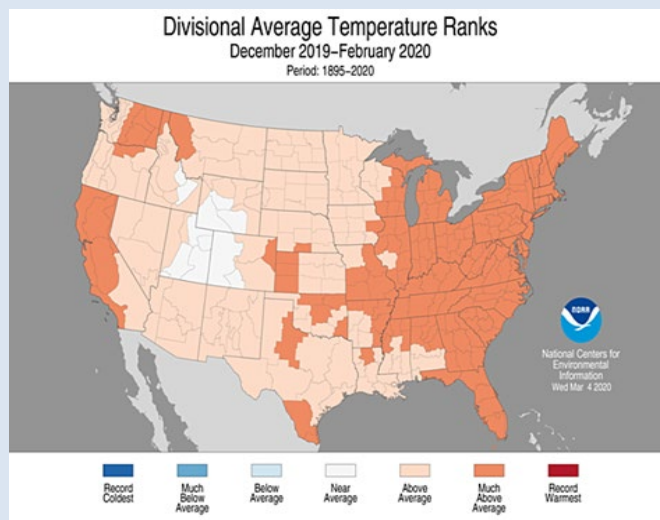 Divisional Average Temperature Ranks
December 2019–February 2020
Period: 1895–2020
NOAA
National Centers for
Environmental
Information
Wed Mar 4 2020
Record
Coldest
Much
Below
Average
Below
Average
Near
Average
Above
Average
Much
Above
Average
Record
Warmest